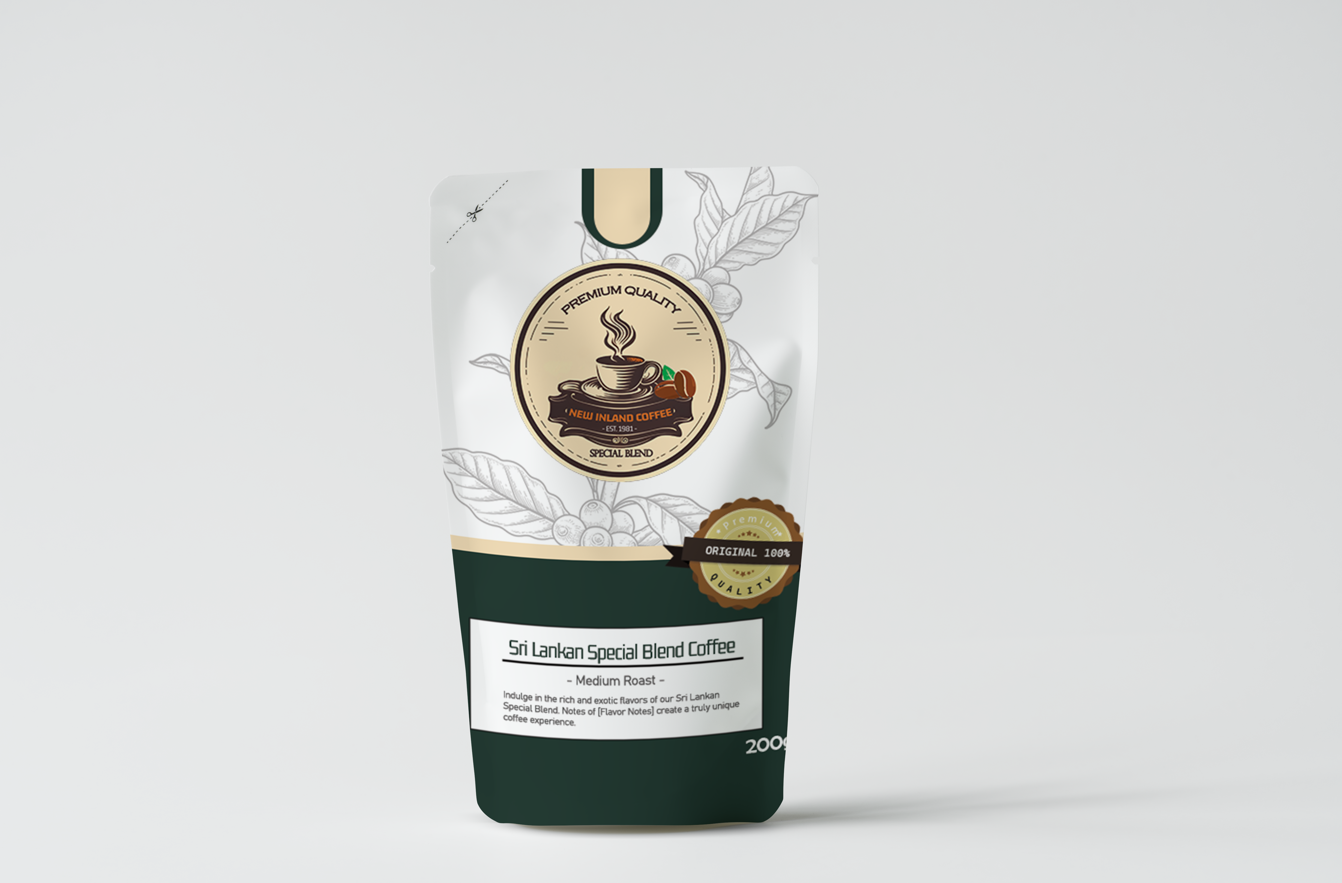 PREMIUM QUALITY
NEW INLAND COFFEE
- EST. 1981 -
SPECIAL BLEND
Premium
ORIGINAL 100%
QUALITY
Sri Lankan Special Blend Coffee
- Medium Roast -
Indulge in the rich and exotic flavors of our Sri Lankan
Special Blend. Notes of [Flavor Notes] create a truly unique
coffee experience.
200g